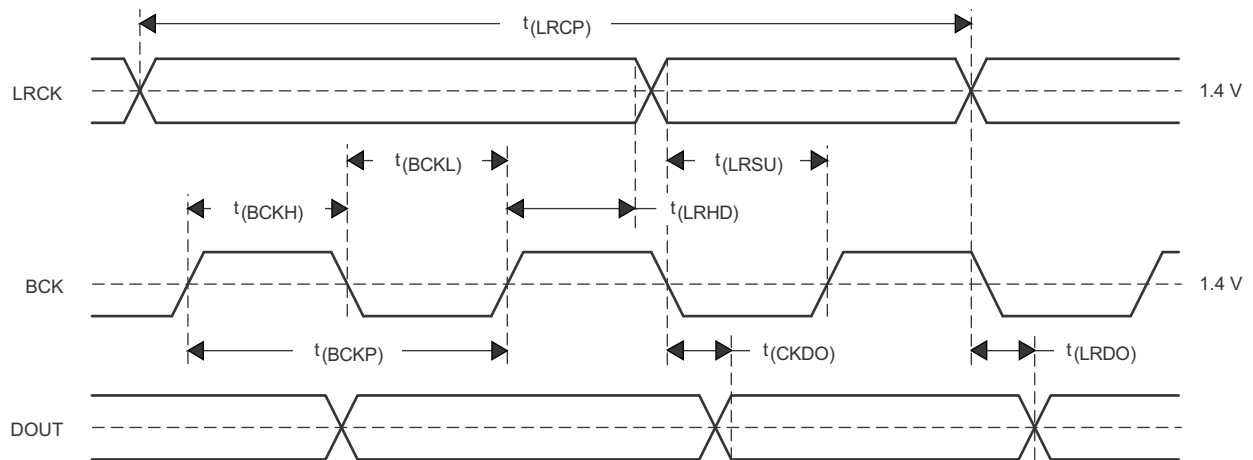 t(LRCP)
LRCK
1.4 V
t(BCKL)
t(LRSU)
t(BCKH)
t(LRHD)
BCK
1.4 V
t(BCKP)
t(CKDO)
t(LRDO)
DOUT